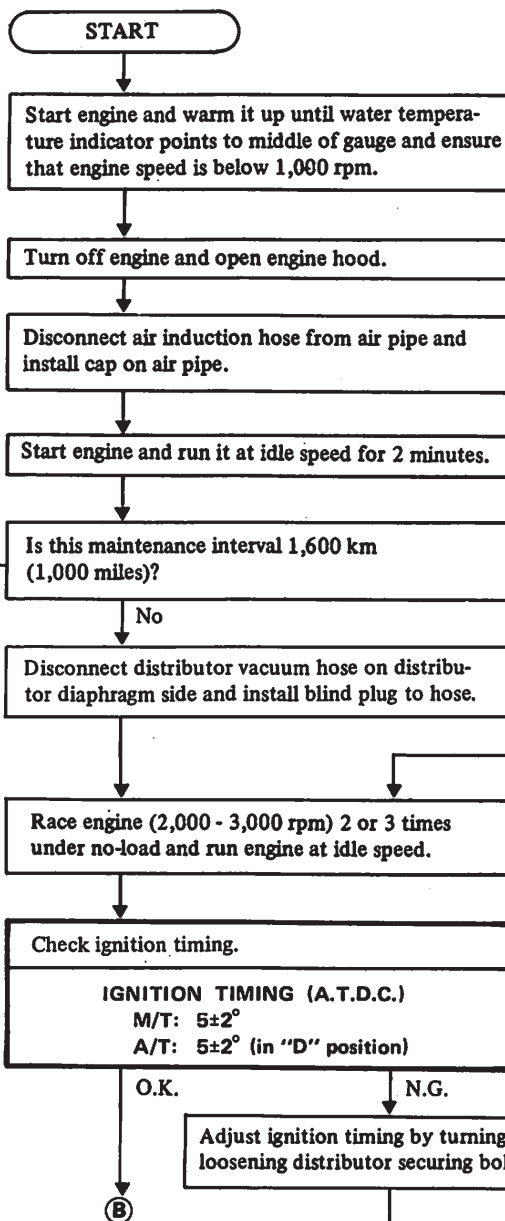 START
Start engine and warm it up until water tempera-
ture indicator points to middle of gauge and ensure
that engine speed is below 1,000 rpm.
Turn off engine and open engine hood.
Disconnect air induction hose from air pipe and
install cap on air pipe.
Start engine and run it at idle speed for 2 minutes.
Is this maintenance interval 1,600 km
(1,000 miles)?
No
Disconnect distributor vacuum hose on distribu-
tor diaphragm side and install blind plug to hose.
Race engine (2,000 - 3,000 rpm) 2 or 3 times
under no-load and run engine at idle speed.
Check ignition timing.
IGNITION TIMING (A.T.D.C.)
M/T: 5±2°
A/T: 5±2° (in "D" position)
O.K.
N.G.
Adjust ignition timing by turning
loosening distributor securing
B